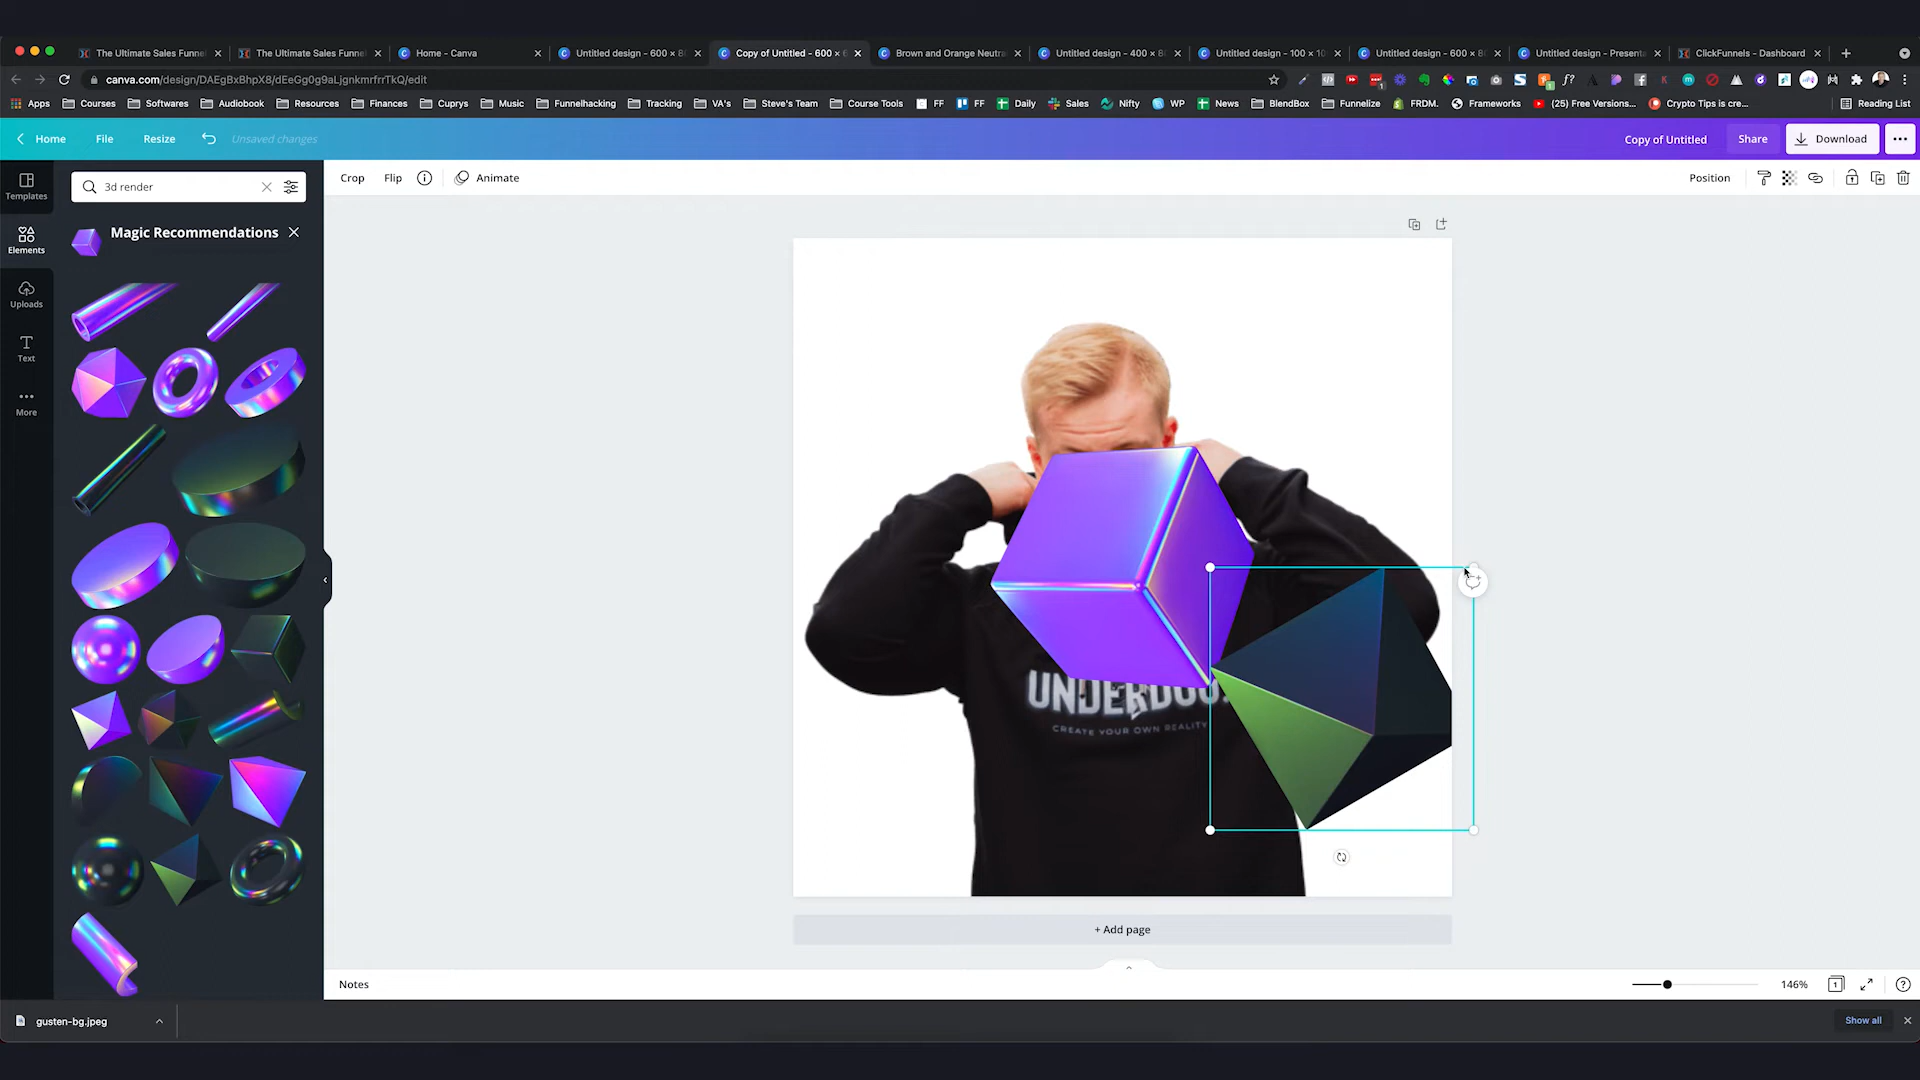 The Ultimate Sales Funne
The Ultimate Sales Funne
Home - Canva
Untitled design - 600 × 8
Copy of Untitled - 600 × 6
Brown and Orange Neutra
Untitled design - 400 × 8
Untitled design - 100 × 10
Untitled design - 600 × 80
Untitled design - Presenta
ClickFunnels - Dashboard
canva.com/design/DAEgBxBhpX8/dEeGg0g9aLjgnkmrfrrTkQ/edit
Apps
Courses
Softwares
Audiobook
Resources
Finances
Cuprys
Music
Funnelhacking
Tracking
VA's
Steve's Team
Course Tools
FF
FF
Daily
Sales
Nifty
WP
News
BlendBox
Funnelize
FRDM.
Frameworks
(25) Free Versions...
Crypto Tips is cre...
Reading List
Home
File
Resize
Unsaved changes
Copy of Untitled
Share
Download
Templates
3d render
Crop
Flip
Animate
Position
Magic Recommendations
Elements
Uploads
Text
More
CREATE YOUR OWN REALITY
+ Add page
Notes
146%
1
gusten-bg.jpeg
Show all